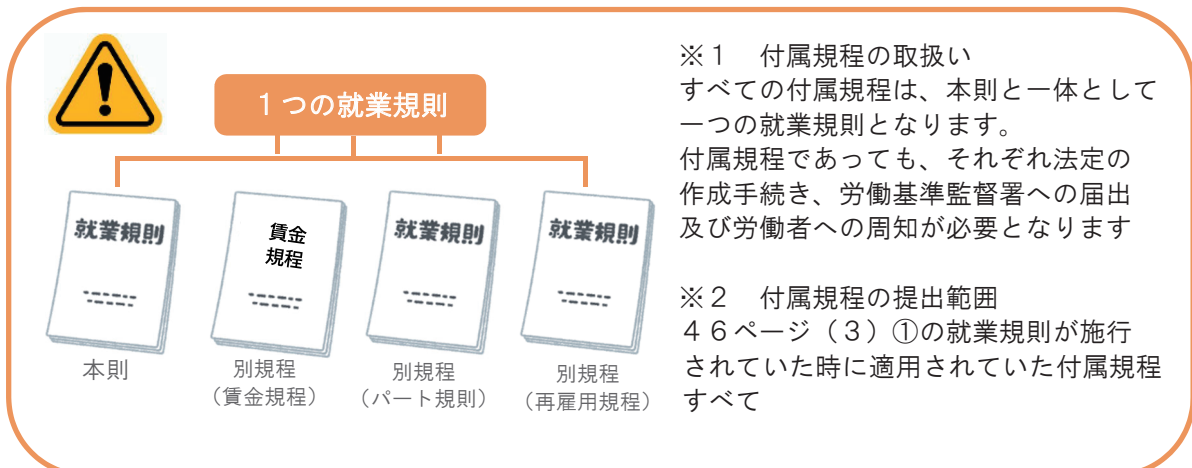 1つの就業規則
就業規則
賃金
規程
就業規則
就業規則
本則
別規程
(賃金規程)
別規程
(パート規則)
別規程
(再雇用規程)
※1 付属規程の取扱い
すべての付属規程は、本則と一体として
一つの就業規則となります。
付属規程であっても、それぞれ法定の
作成手続き、労働基準監督署への届出
及び労働者への周知が必要となります
※2 付属規程の提出範囲
46ページ(3)①の就業規則が施行
されていた時に適用されていた付属規程
すべて